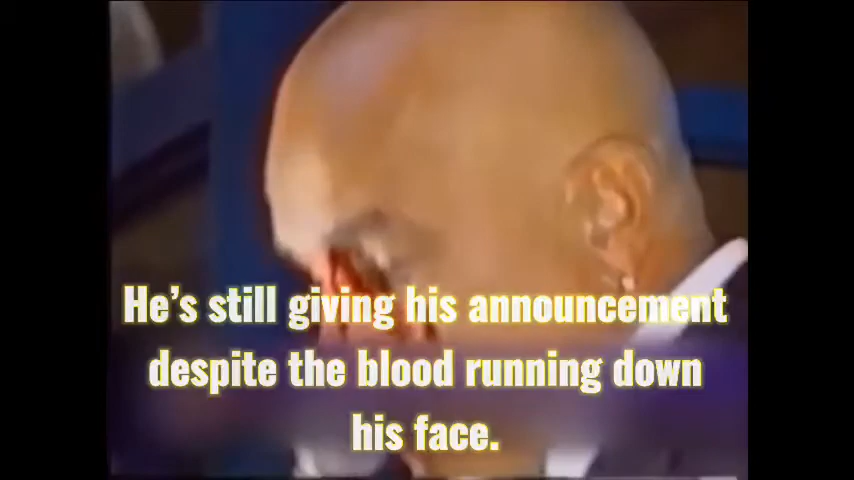 He’s still giving his announcement
despite the blood running down
his face.